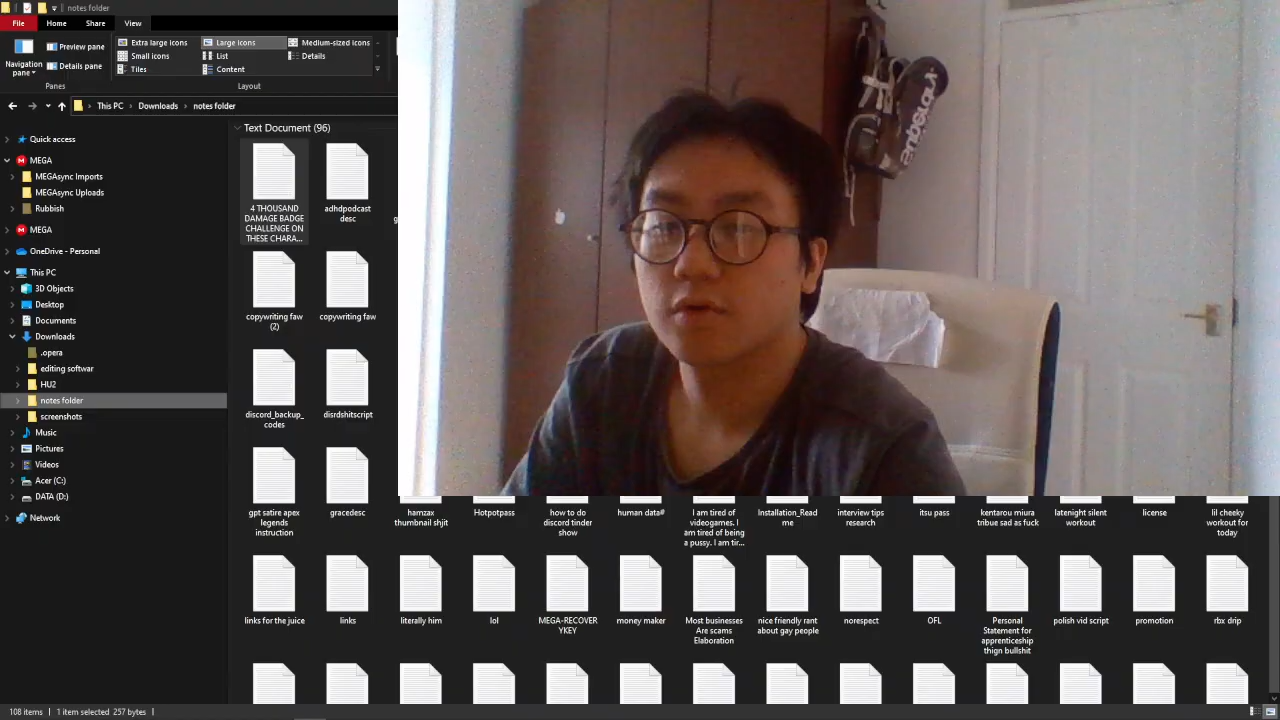 notes folder
File
Home
Share
View
Navigation
pane
Preview pane
Details pane
Extra large icons
Large icons
Medium-sized icons
Small icons
List
Details
Tiles
Content
Panes
Layout
This PC
Downloads
notes folder
Quick access
MEGA
MEGAsync Imports
MEGAsync Uploads
Rubbish
MEGA
OneDrive - Personal
This PC
3D Objects
Desktop
Documents
Downloads
.opera
editing softwar
HU2
notes folder
screenshots
Music
Pictures
Videos
Acer (C:)
DATA (D:)
Network
Text Document (96)
4 THOUSAND
DAMAGE BADGE
CHALLENGE ON
THESE CHARA...
adhdpodcast
desc
copywriting faw
(2)
copywriting faw
discord_backup_
codes
disrdshitscript
gpt satire apex
legends
instruction
gracedesc
hamzax
thumbnail shjit
Hotpotpass
how to do
discord tinder
show
human data#
I am tired of
videogames. I
am tired of being
a pussy. I am tir...
Installation_Read
me
interview tips
research
itsu pass
kentarou miura
tribue sad as fuck
latenight silent
workout
license
lil cheeky
workout for
today
links for the juice
links
literally him
lol
MEGA-RECOVER
YKEY
money maker
Most businesses
Are scams
Elaboration
nice friendly rant
about gay people
norespect
OFL
Personal
Statement for
apprenticeship
thign bullshit
polish vid script
promotion
rbx drip
108 items
1 item selected 257 bytes